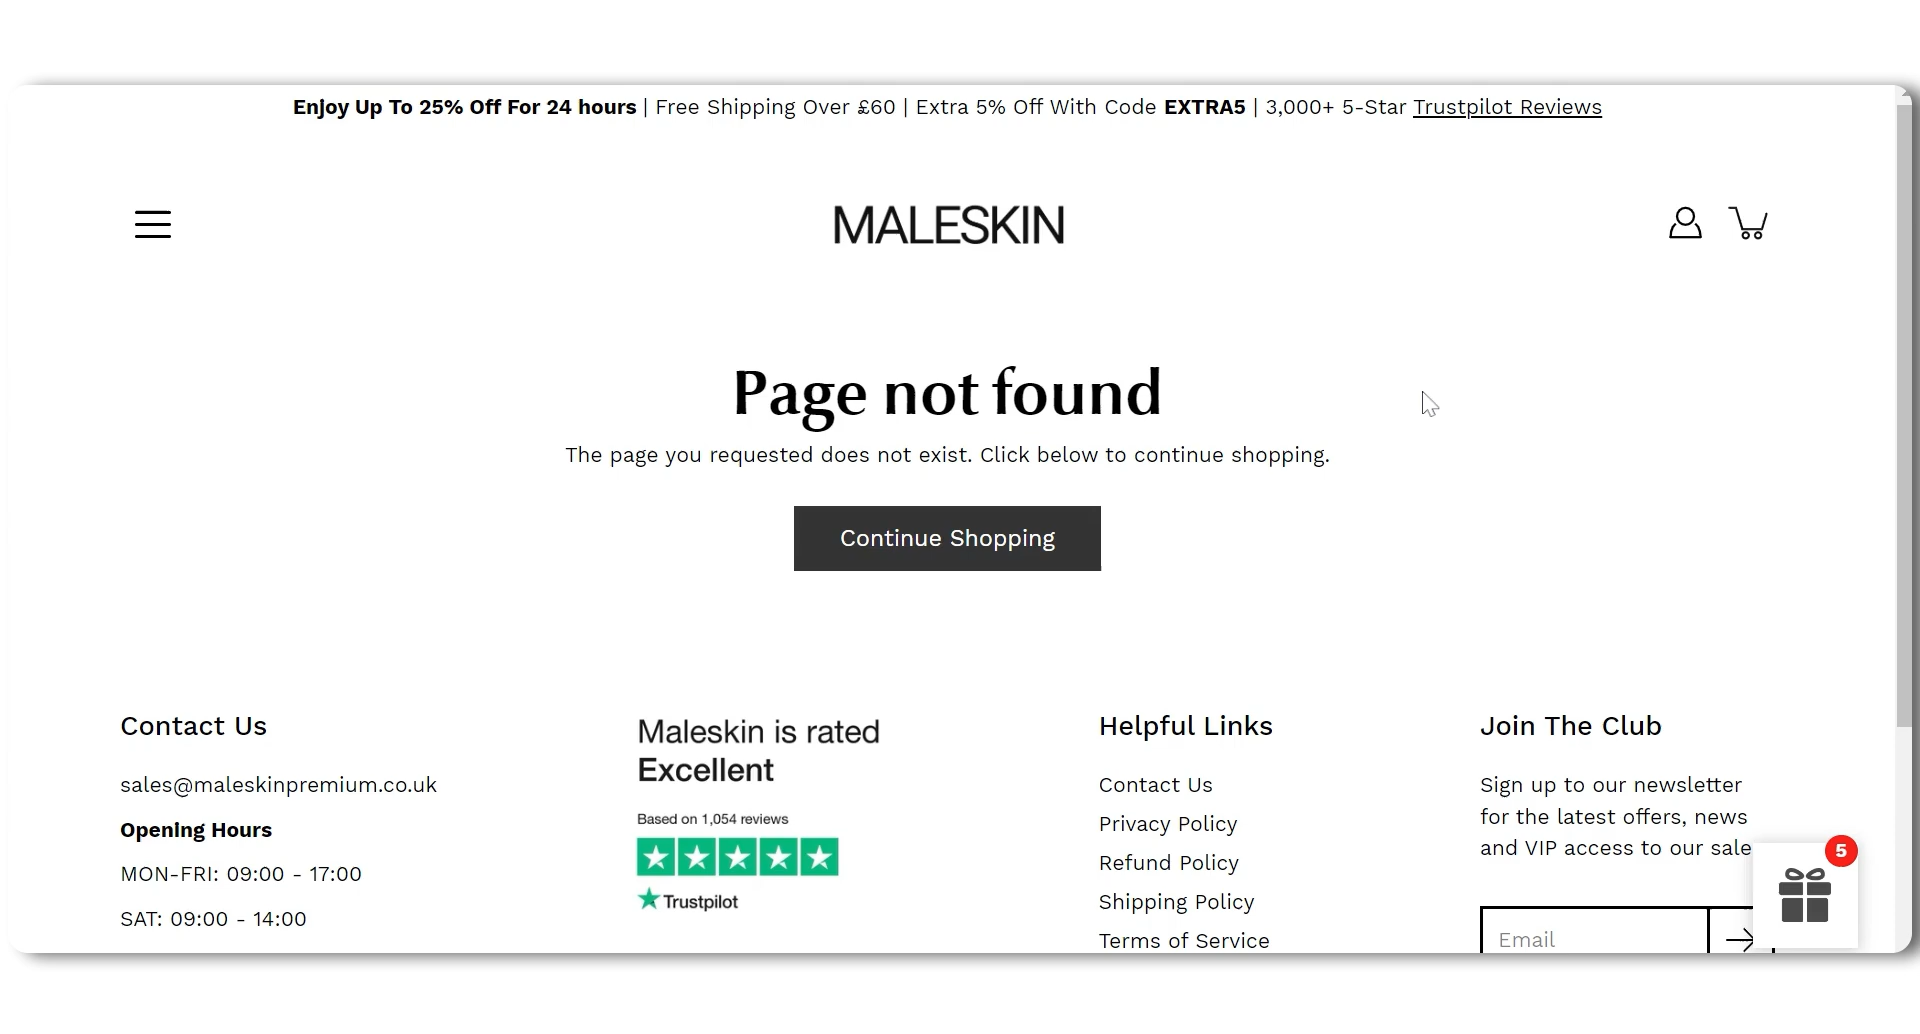 Enjoy Up To 25% Off For 24 hours | Free Shipping Over £60 | Extra 5% Off With Code EXTRA5 | 3,000+ 5-Star Trustpilot Reviews
MALESKIN
Page not found
The page you requested does not exist. Click below to continue shopping.
Continue Shopping
Contact Us
sales@maleskinpremium.co.uk
Opening Hours
MON-FRI: 09:00 - 17:00
SAT: 09:00 - 14:00
Maleskin is rated
Excellent
Based on 1,054 reviews
Trustpilot
Helpful Links
Contact Us
Privacy Policy
Refund Policy
Shipping Policy
Terms of Service
Join The Club
Sign up to our newsletter
for the latest offers, news
and VIP access to our sale
Email
5